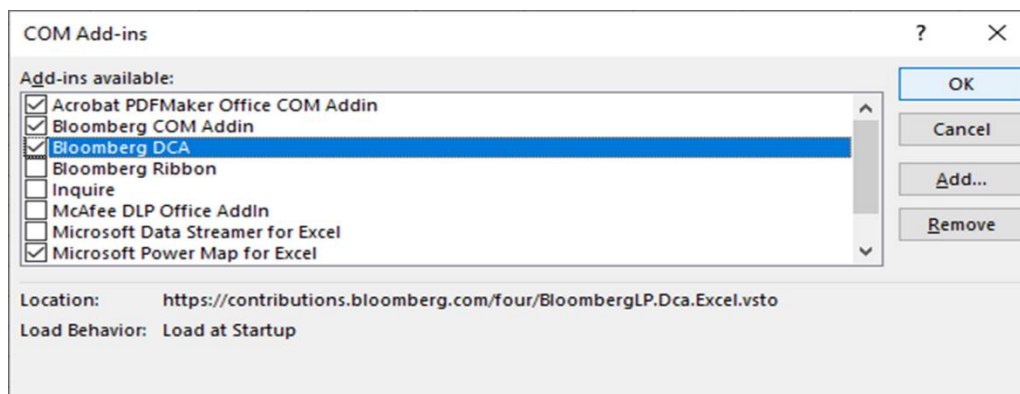 COM Add-ins
?
Add-ins available:
Acrobat PDFMaker Office COM Addin
Bloomberg COM Addin
Bloomberg DCA
Bloomberg Ribbon
Inquire
McAfee DLP Office AddIn
Microsoft Data Streamer for Excel
Microsoft Power Map for Excel
OK
Cancel
Add...
Remove
Location: https://contributions.bloomberg.com/four/BloombergLP.Dca.Excel.vsto
Load Behavior: Load at Startup